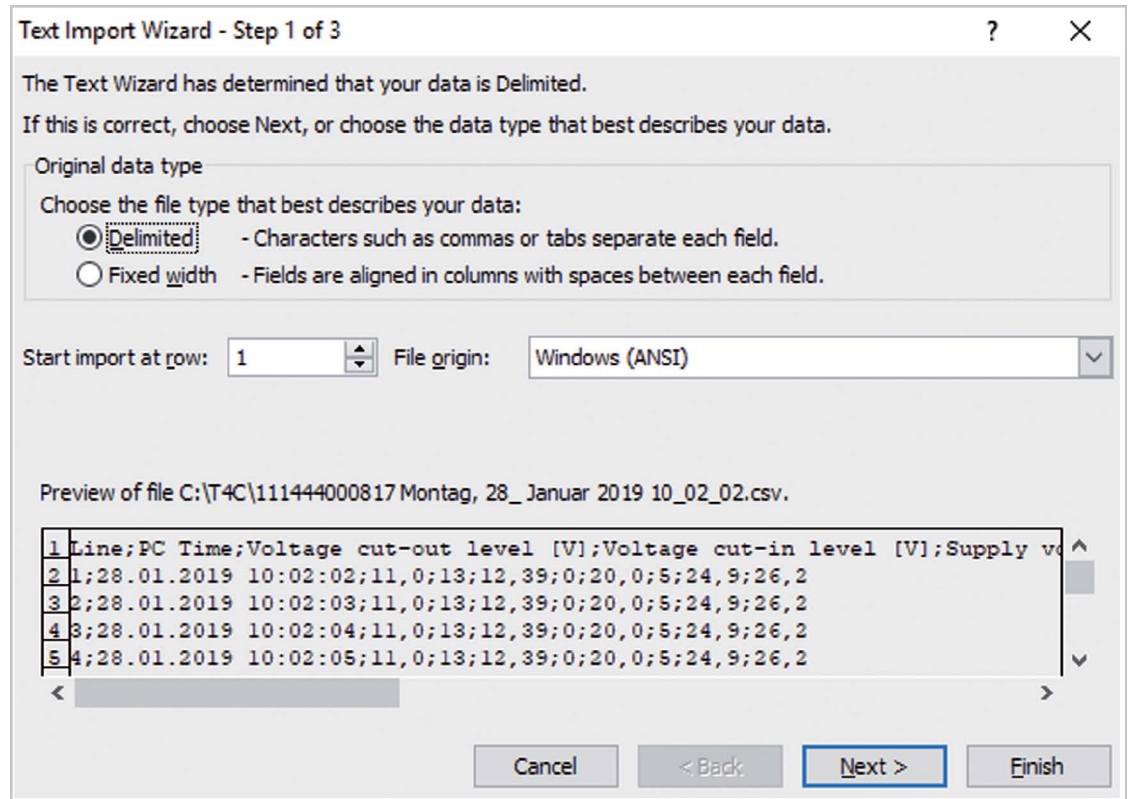 Text Import Wizard - Step 1 of 3 ?
The Text Wizard has determined that your data is Delimited.
If this is correct, choose Next, or choose the data type that best describes your data.
Original data type
Choose the file type that best describes your data:
Delimited - Characters such as commas or tabs separate each field.
Fixed width - Fields are aligned in columns with spaces between each field.
Start import at row: 1 File origin: Windows (ANSI)
Preview of file C:\T4C\111444000817 Montag, 28_ Januar 2019 10_02_02.csv.
1 Line;PC Time;Voltage cut-out level [V];Voltage cut-in level [V];Supply vo
2 1;28.01.2019 10:02:02;11,0;13;12,39;0;20,0;5;24,9;26,2
3 2;28.01.2019 10:02:03;11,0;13;12,39;0;20,0;5;24,9;26,2
4 3;28.01.2019 10:02:04;11,0;13;12,39;0;20,0;5;24,9;26,2
5 4;28.01.2019 10:02:05;11,0;13;12,39;0;20,0;5;24,9;26,2
Cancel < Back Next > Finish